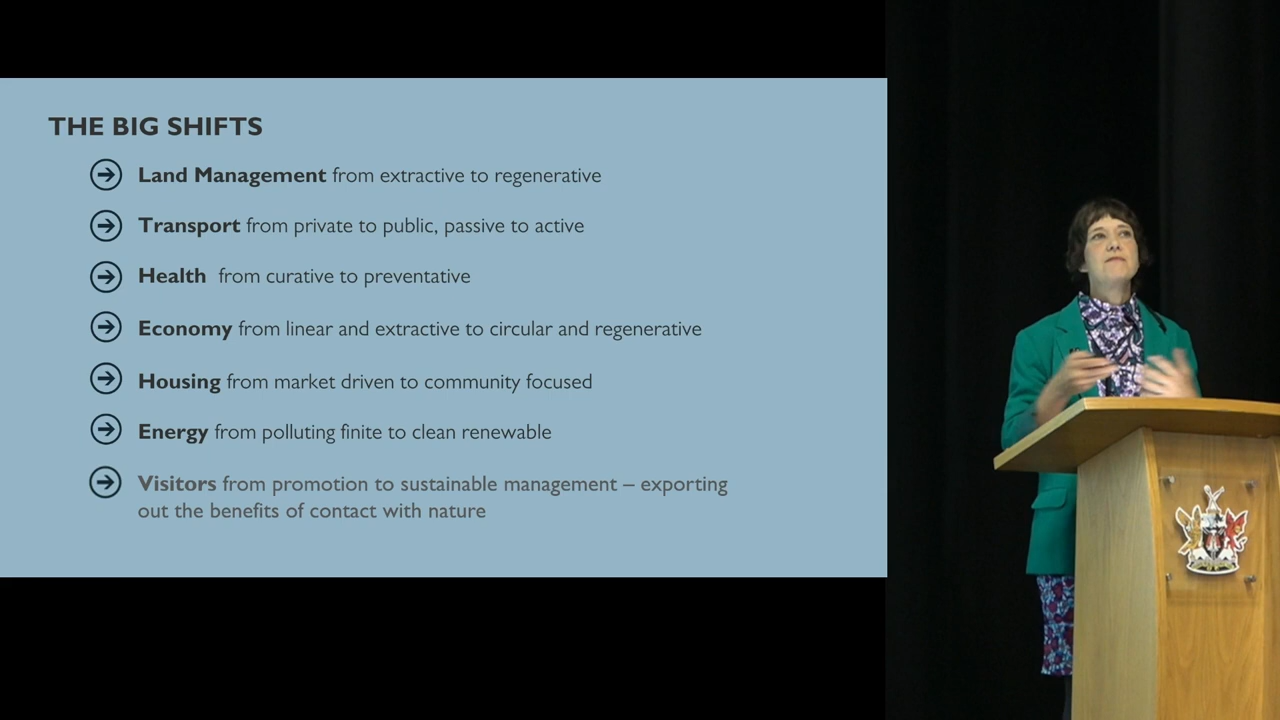 THE BIG SHIFTS
Land Management from extractive to regenerative
Transport from private to public, passive to active
Health from curative to preventative
Economy from linear and extractive to circular and regenerative
Housing from market driven to community focused
Energy from polluting finite to clean renewable
Visitors from promotion to sustainable management – exporting
out the benefits of contact with nature